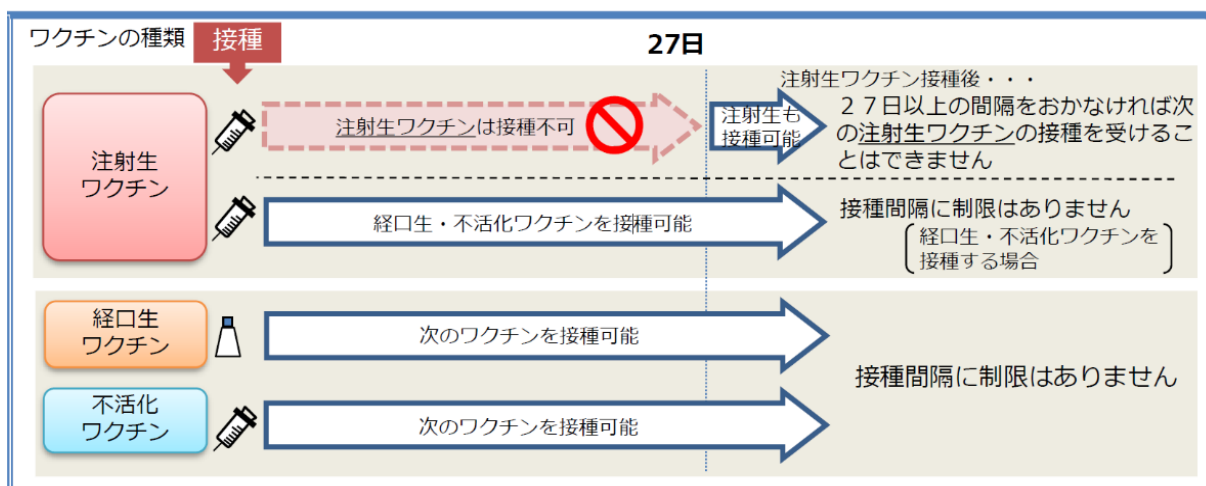 ワクチンの種類
接種
27日
注射生
ワクチン
注射生ワクチンは接種不可
注射生も
接種可能
注射生ワクチン接種後・・・
２７日以上の間隔をおかなければ次
の注射生ワクチンの接種を受けるこ
とはできません
経口生・不活化ワクチンを接種可能
接種間隔に制限はありません
経口生・不活化ワクチンを
接種する場合
経口生
ワクチン
次のワクチンを接種可能
接種間隔に制限はありません
不活化
ワクチン
次のワクチンを接種可能